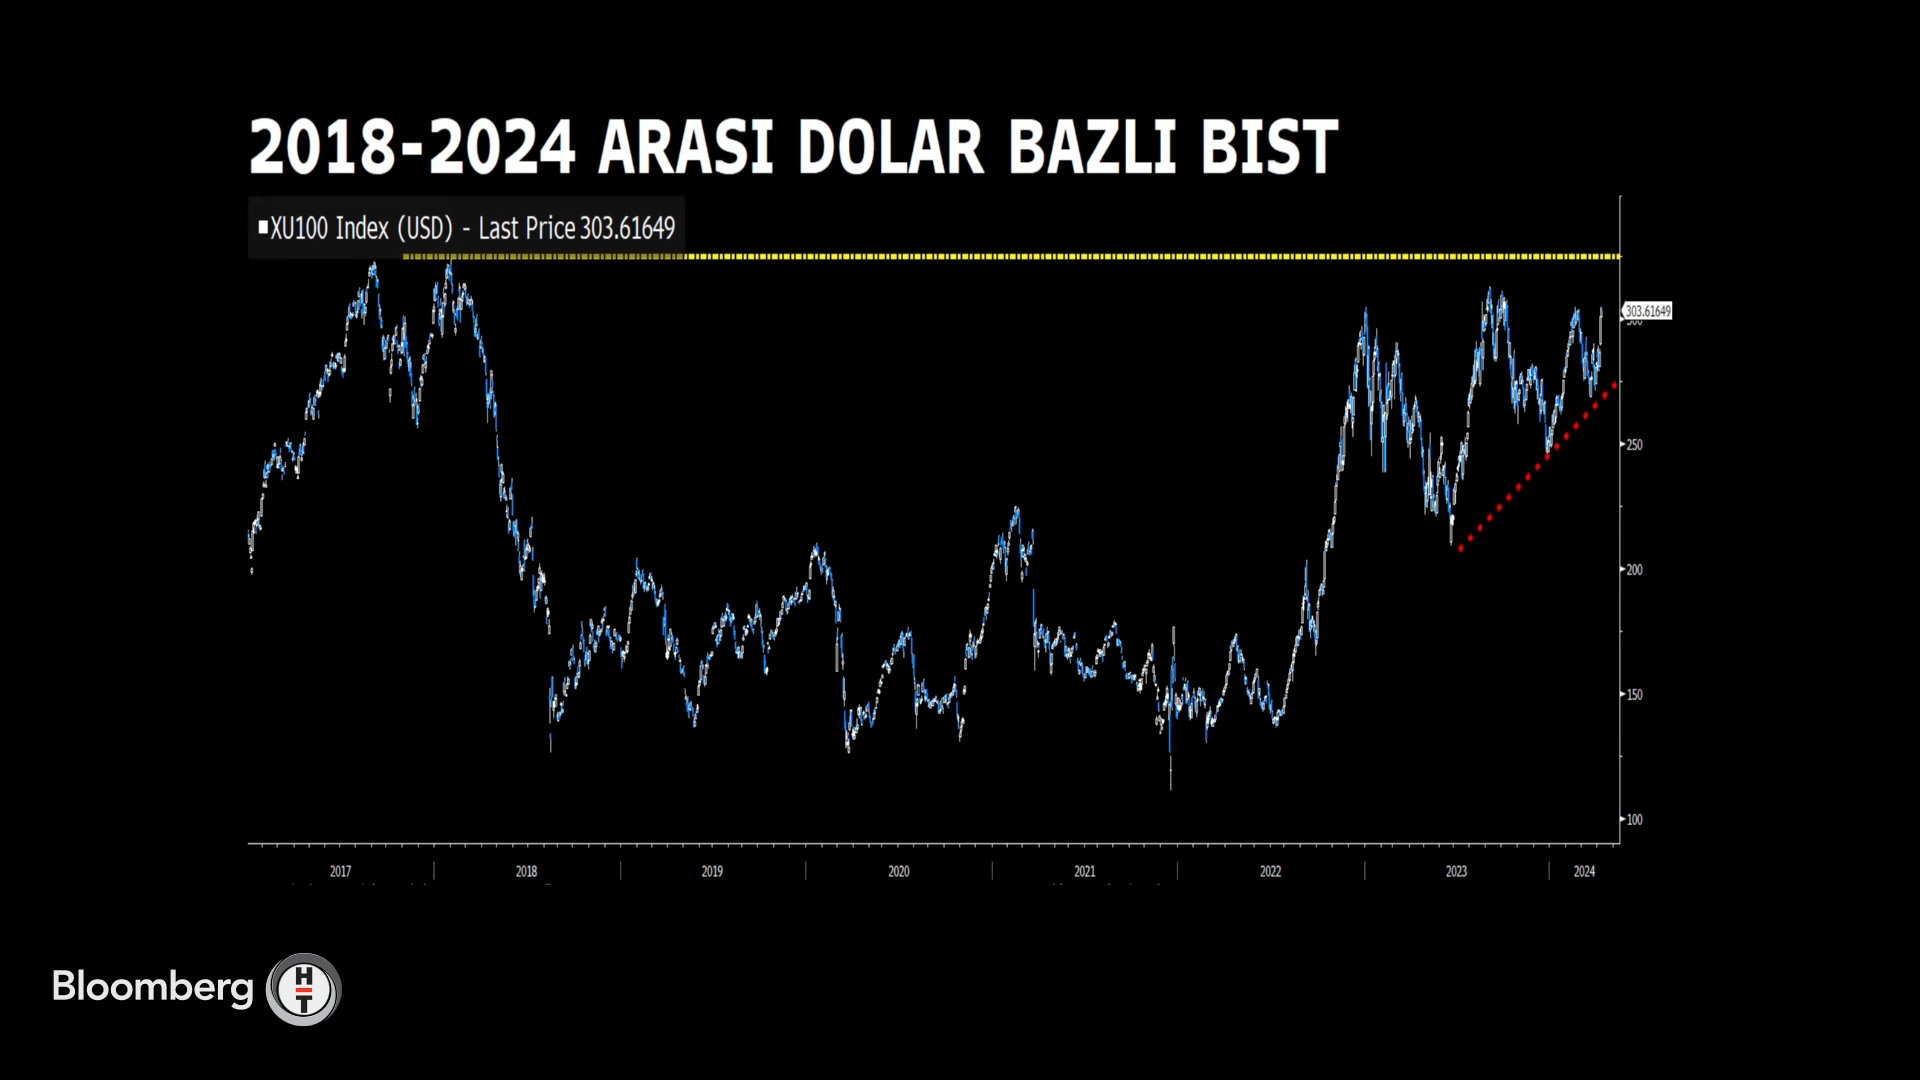 2018-2024 ARASI DOLAR BAZLI BIST
XU100 Index (USD) - Last Price 303.61649
303.61649
300
250
200
150
100
2017 2018 2019 2020 2021 2022 2023 2024
Bloomberg HT